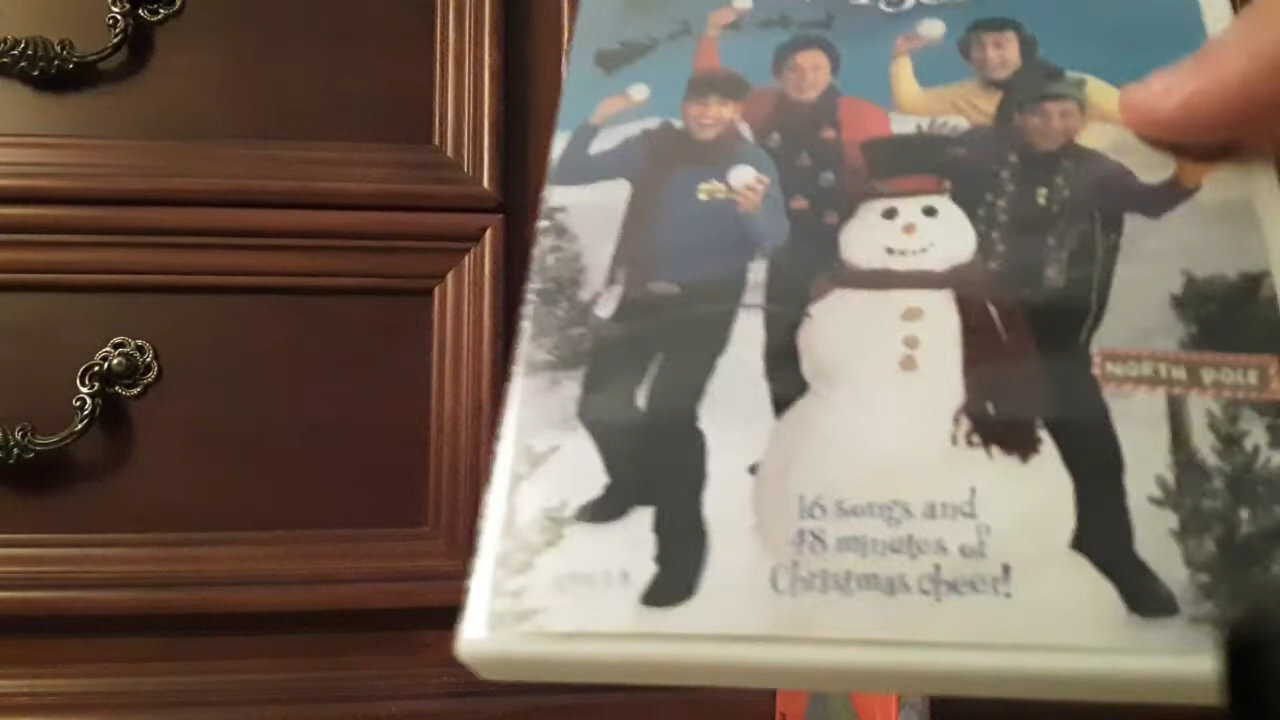 NORTH POLE
16 songs and
48 minutes of
Christmas cheer!